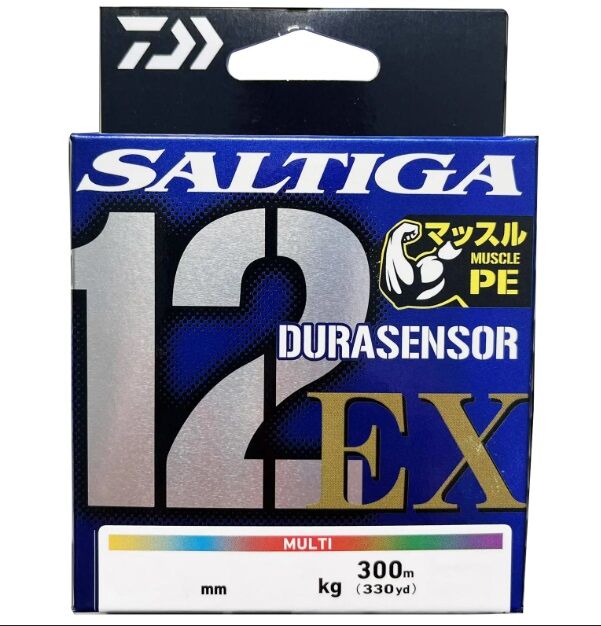 SALTIGA
12
マッスル
MUSCLE
PE
DURASENSOR
EX
MULTI
mm kg 300m
(330yd)